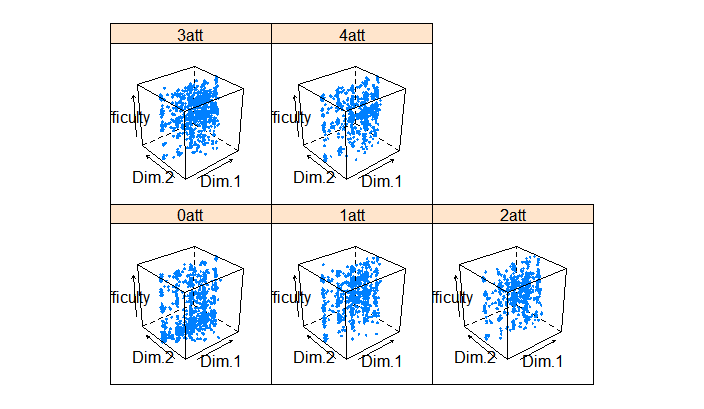 3att 4att
ficulty ficulty
Dim.2 Dim.1 Dim.2 Dim.1
0att 1att 2att
ficulty ficulty ficulty
Dim.2 Dim.1 Dim.2 Dim.1 Dim.2 Dim.1